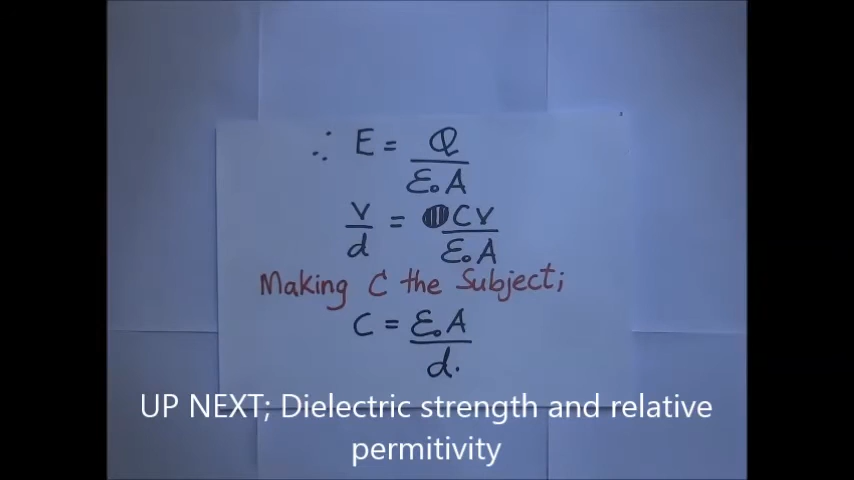 ∴ E = Q / ε₀A
V/d = CV / ε₀A
Making C the Subject;
C = ε₀A / d.
UP NEXT; Dielectric strength and relative
permitivity